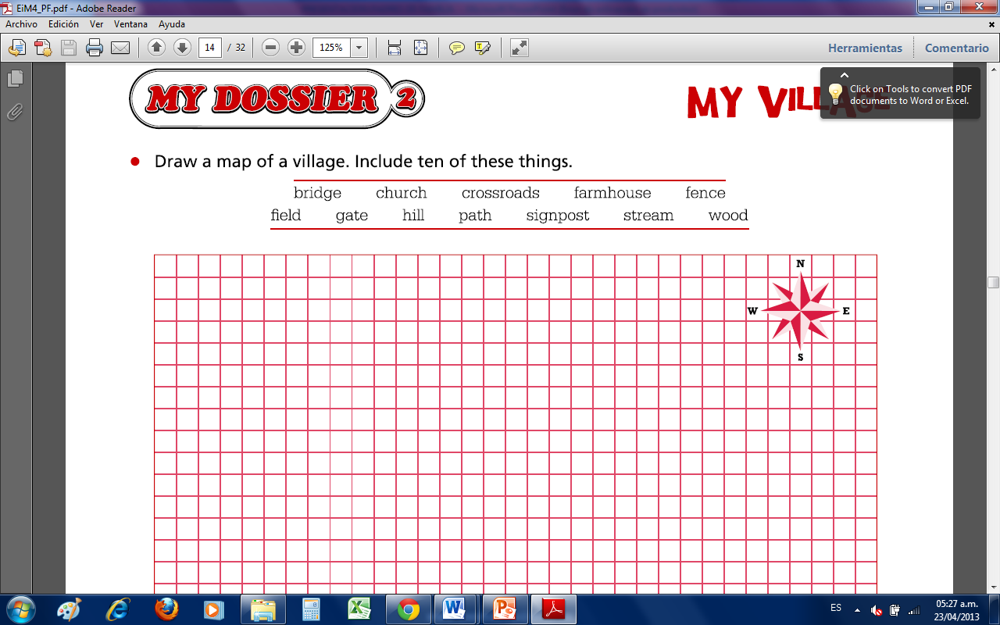 EiM4_PF.pdf - Adobe Reader
Archivo Edición Ver Ventana Ayuda
14 / 32 125% Herramientas Comentario
MY DOSSIER 2
MY VILLAGE
Click on Tools to convert PDF
documents to Word or Excel.
Draw a map of a village. Include ten of these things.
bridge church crossroads farmhouse fence
field gate hill path signpost stream wood
N
W E
S
ES
05:27 a.m.
23/04/2013